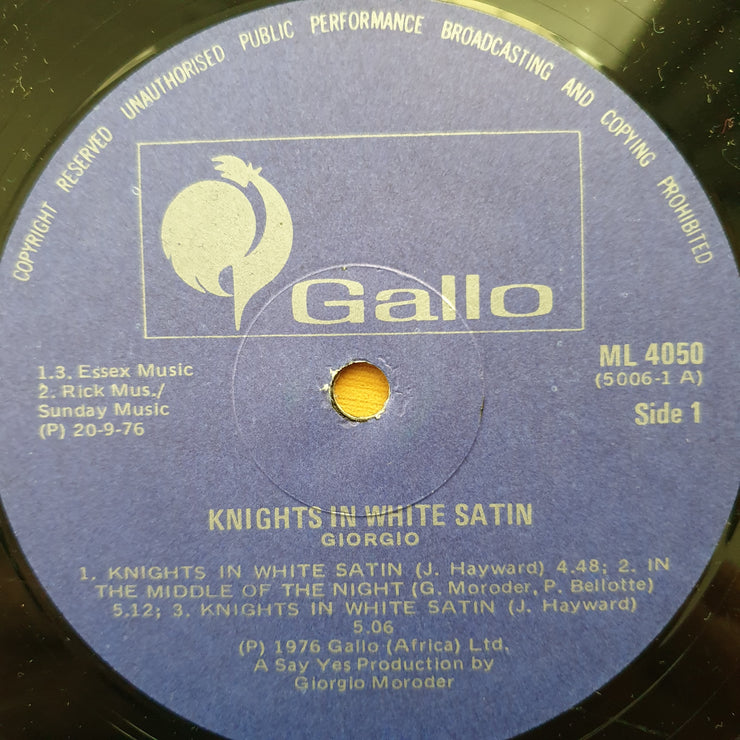 COPYRIGHT RESERVED UNAUTHORISED PUBLIC PERFORMANCE BROADCASTING AND COPYING PROHIBITED
Gallo
1.3. Essex Music
2. Rick Mus./
Sunday Music
(P) 20-9-76
ML 4050
(5006-1 A)
Side 1
KNIGHTS IN WHITE SATIN
GIORGIO
1. KNIGHTS IN WHITE SATIN (J. Hayward) 4.48; 2. IN
THE MIDDLE OF THE NIGHT (G. Moroder, P. Bellotte)
5.12; 3. KNIGHTS IN WHITE SATIN (J. Hayward)
5.06
(P) 1976 Gallo (Africa) Ltd,
A Say Yes Production by
Giorgio Moroder